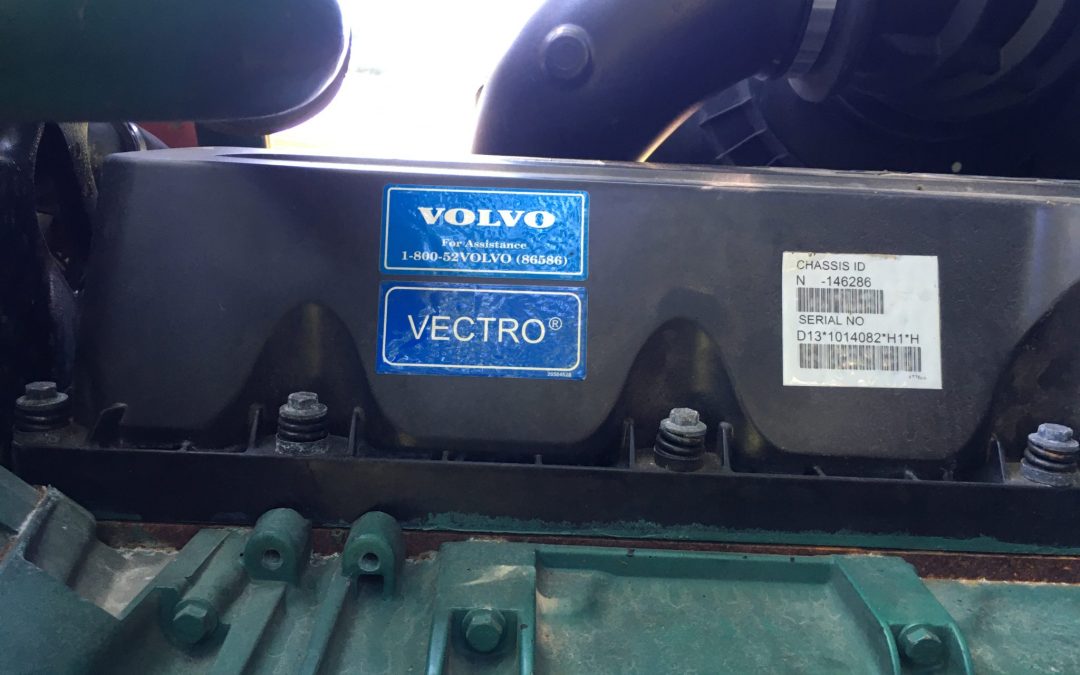 VOLVO
For Assistance
1-800-52VOLVO (86586)
VECTRO®
CHASSIS ID
N -146286
SERIAL NO
D13*1014082*H1*H